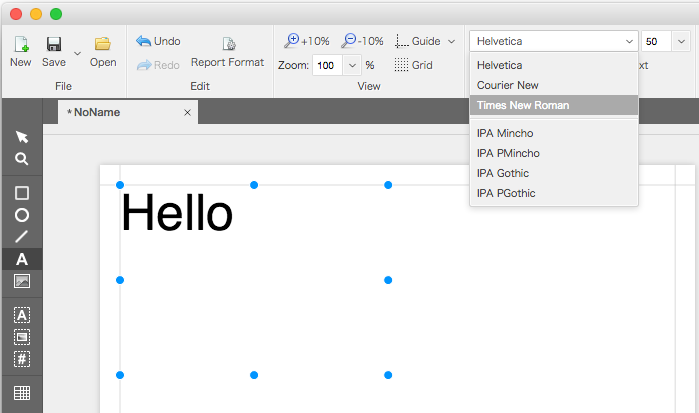 Undo
+10%
-10%
Guide
Helvetica
50
New
Save
Open
Redo
Report Format
Zoom:
100
%
Grid
File
Edit
View
Helvetica
Courier New
Times New Roman
IPA Mincho
IPA PMincho
IPA Gothic
IPA PGothic
xt
* NoName
A
A
#
Hello